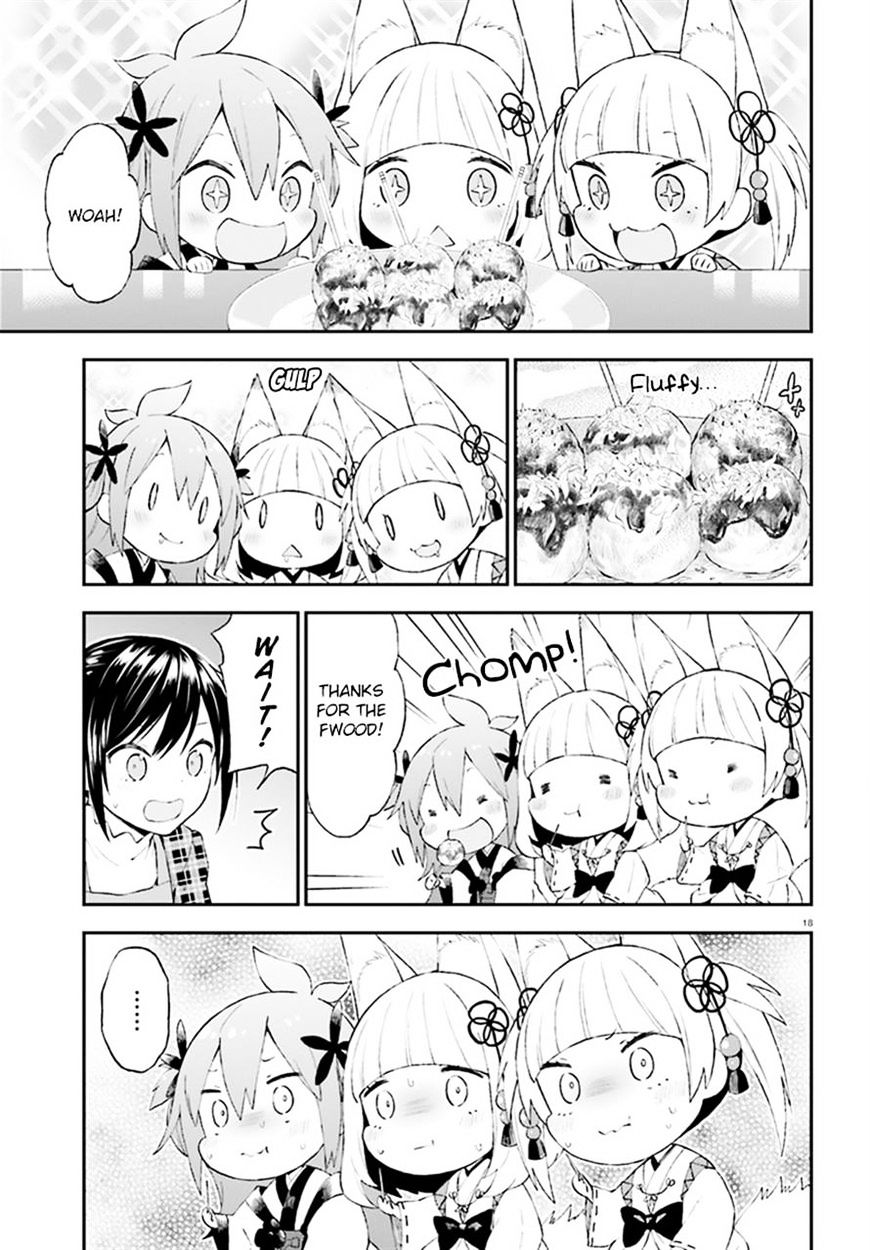 WOAH!
Fluffy...
GULP
Chomp!
THANKS
FOR THE
FWOOD!
WAIT!
18
........